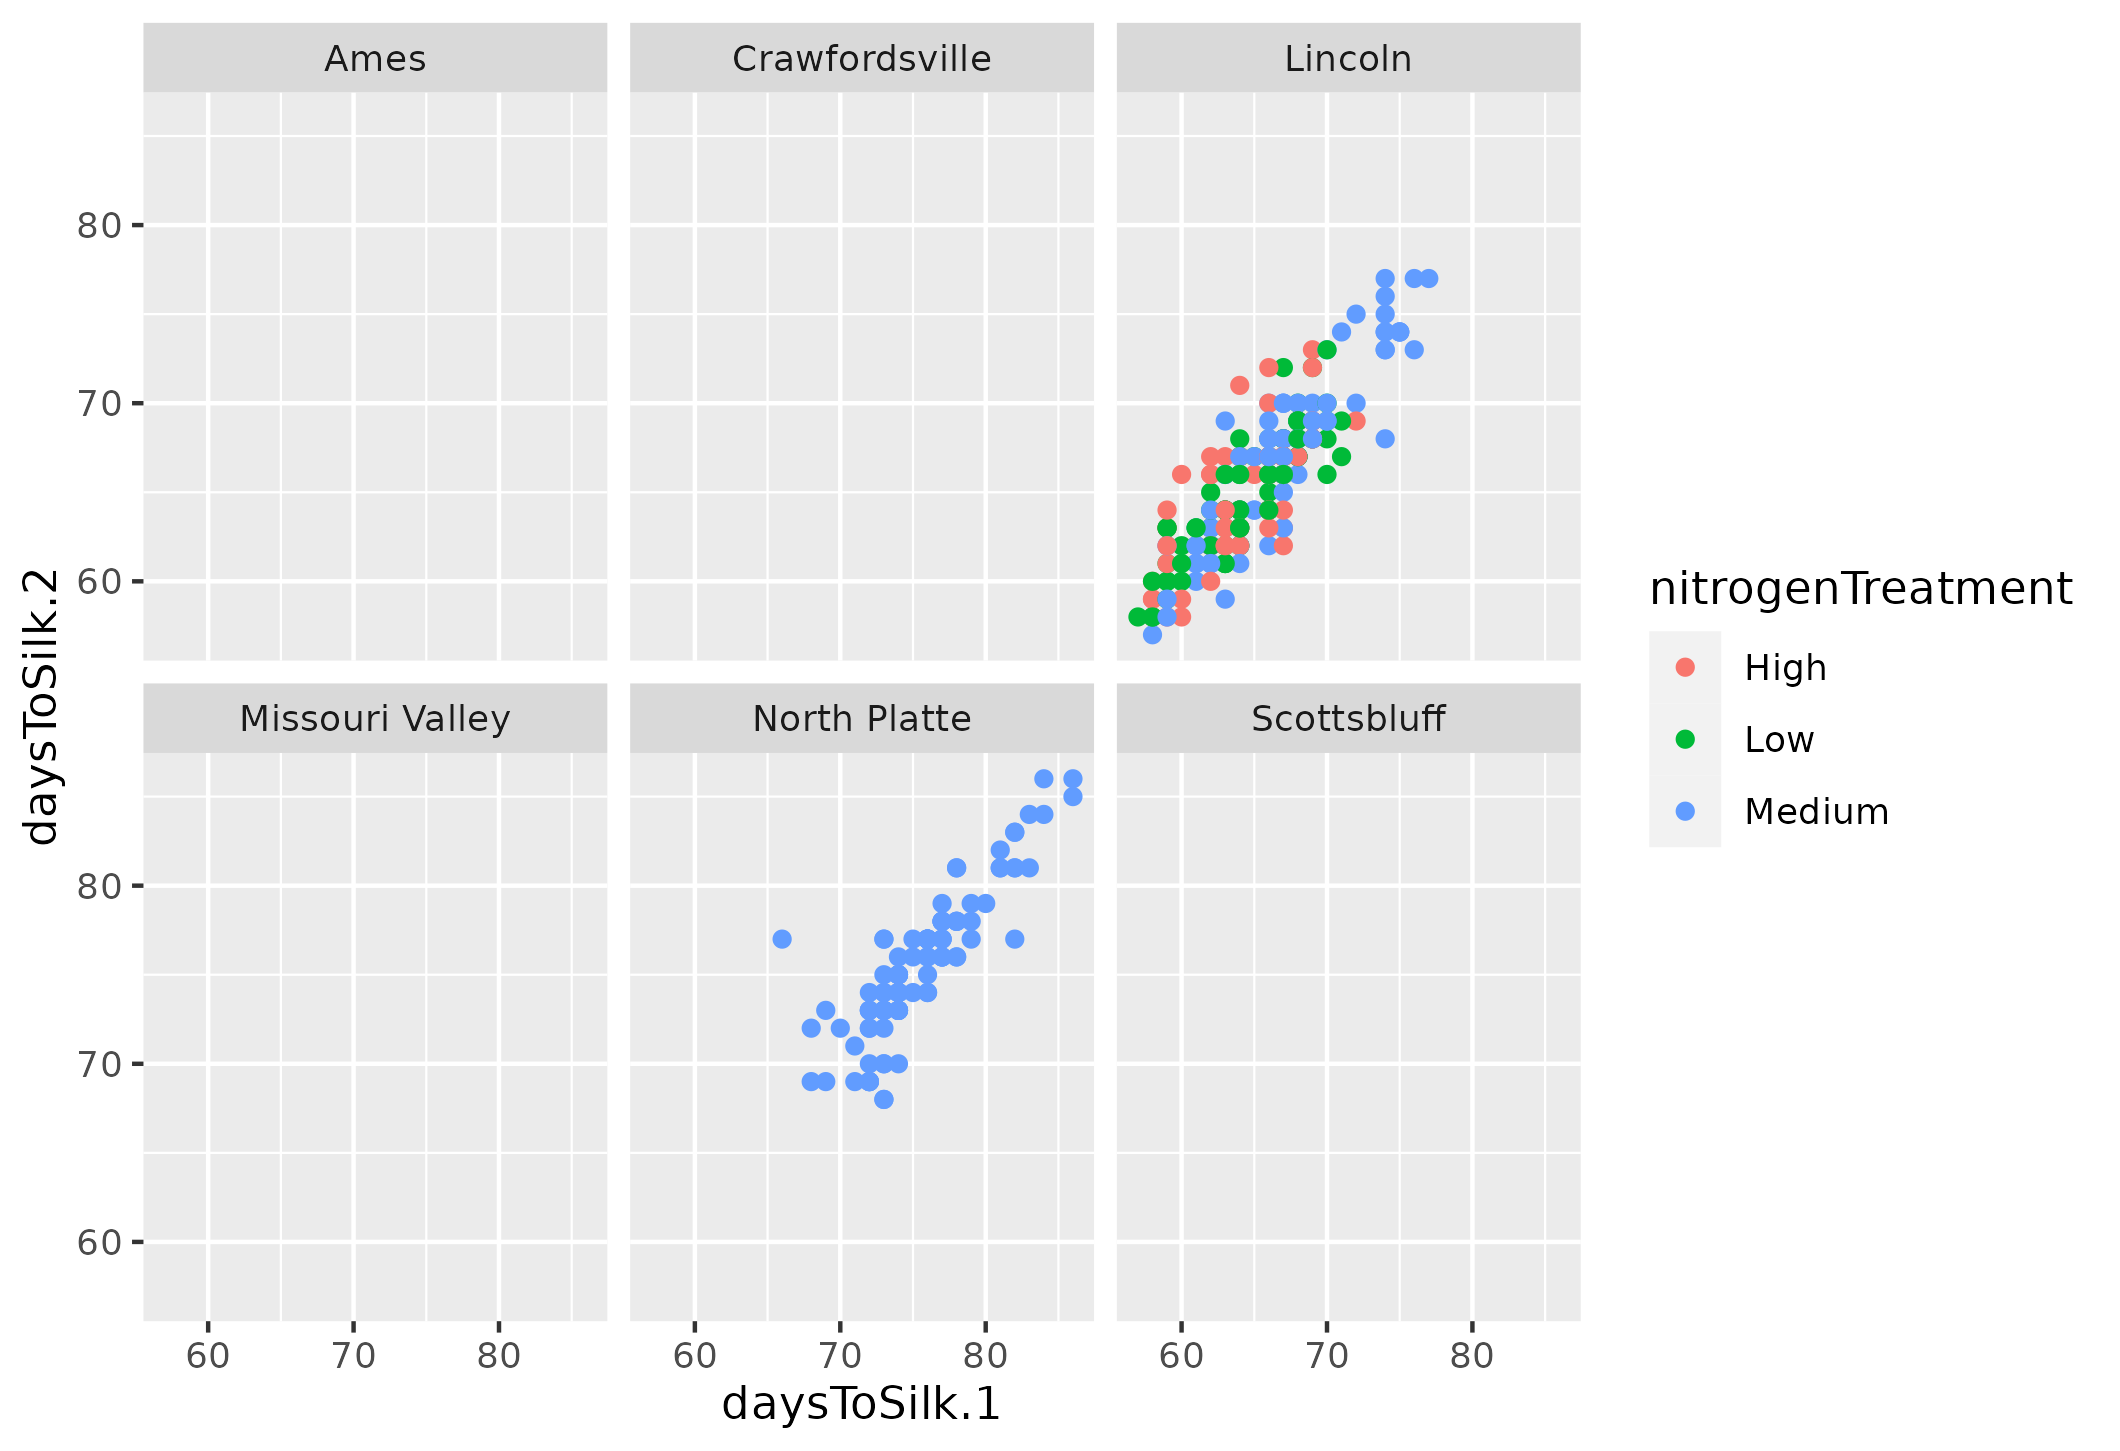 Ames
Crawfordsville
Lincoln
80
70
60
daysToSilk.2
Missouri Valley
North Platte
Scottsbluff
80
70
60
60 70 80 60 70 80 60 70 80
daysToSilk.1
nitrogenTreatment
High
Low
Medium